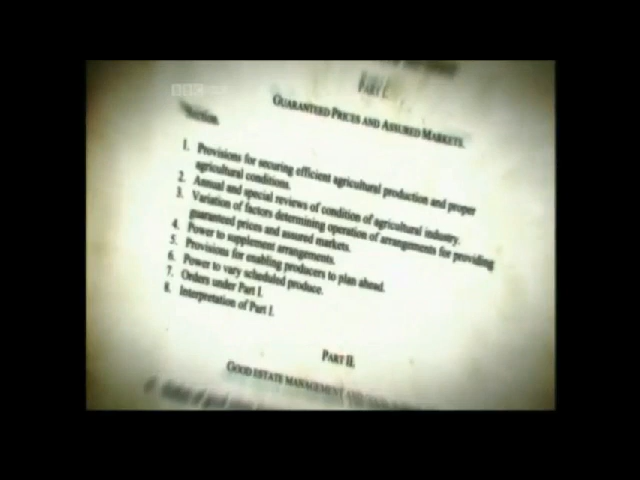 BBC
PART I.
GUARANTEED PRICES AND ASSURED MARKETS.
Section.
1. Provisions for securing efficient agricultural production and proper
agricultural conditions.
2. Annual and special reviews of condition of agricultural industry.
3. Variation of factors determining operation of arrangements for providing
guaranteed prices and assured markets.
4. Power to supplement arrangements.
5. Provisions for enabling producers to plan ahead.
6. Power to vary scheduled produce.
7. Orders under Part I.
8. Interpretation of Part I.
PART II.
GOOD ESTATE MANAGEMENT AND